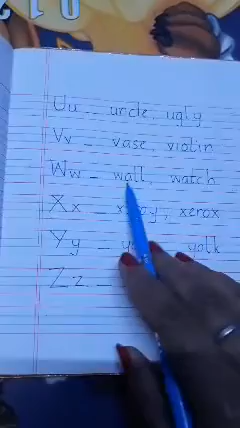 Uu _ uncle, ugly
Vv _ vase, violin
Ww _ wall, watch
Xx _ xerox
Yy _ yolk
Zz _